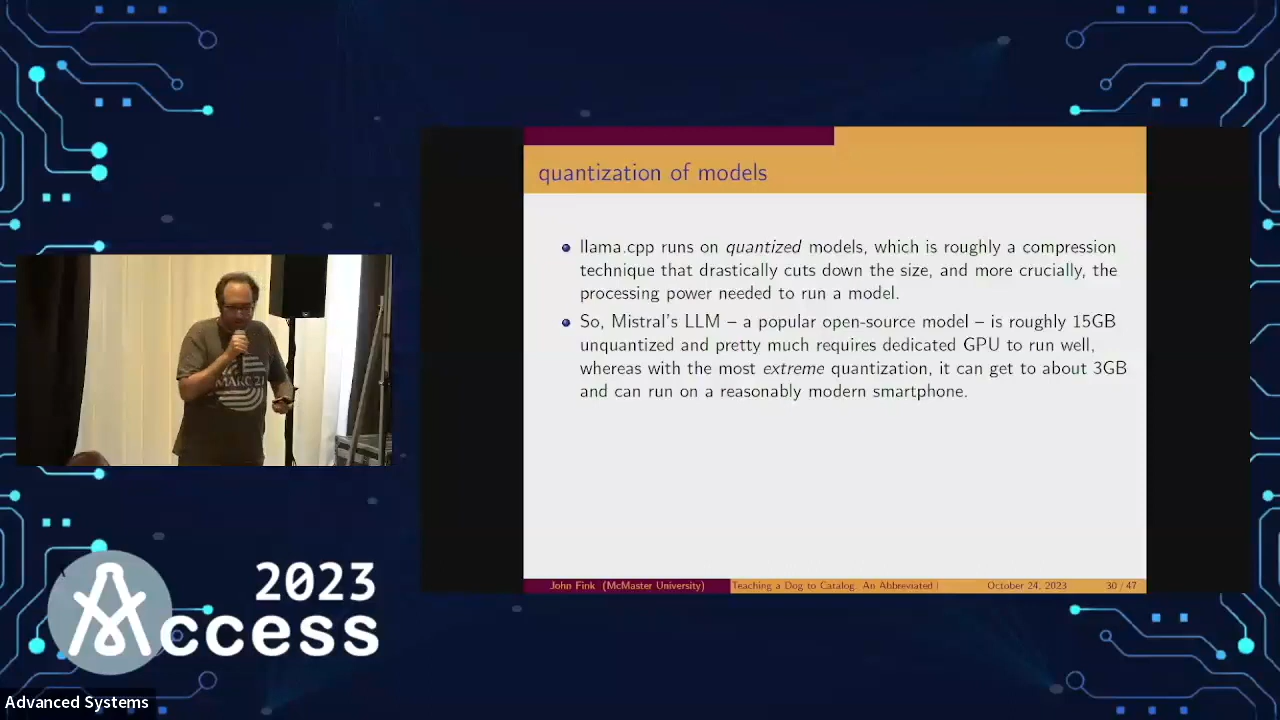 quantization of models
llama.cpp runs on quantized models, which is roughly a compression
technique that drastically cuts down the size, and more crucially, the
processing power needed to run a model.
So, Mistral's LLM – a popular open-source model – is roughly 15GB
unquantized and pretty much requires dedicated GPU to run well,
whereas with the most extreme quantization, it can get to about 3GB
and can run on a reasonably modern smartphone.
John Fink (McMaster University)
Teaching a Dog to Catalog: An Abbreviated I
October 24, 2023
30 / 47
MARC 21
2023
Access
Advanced Systems